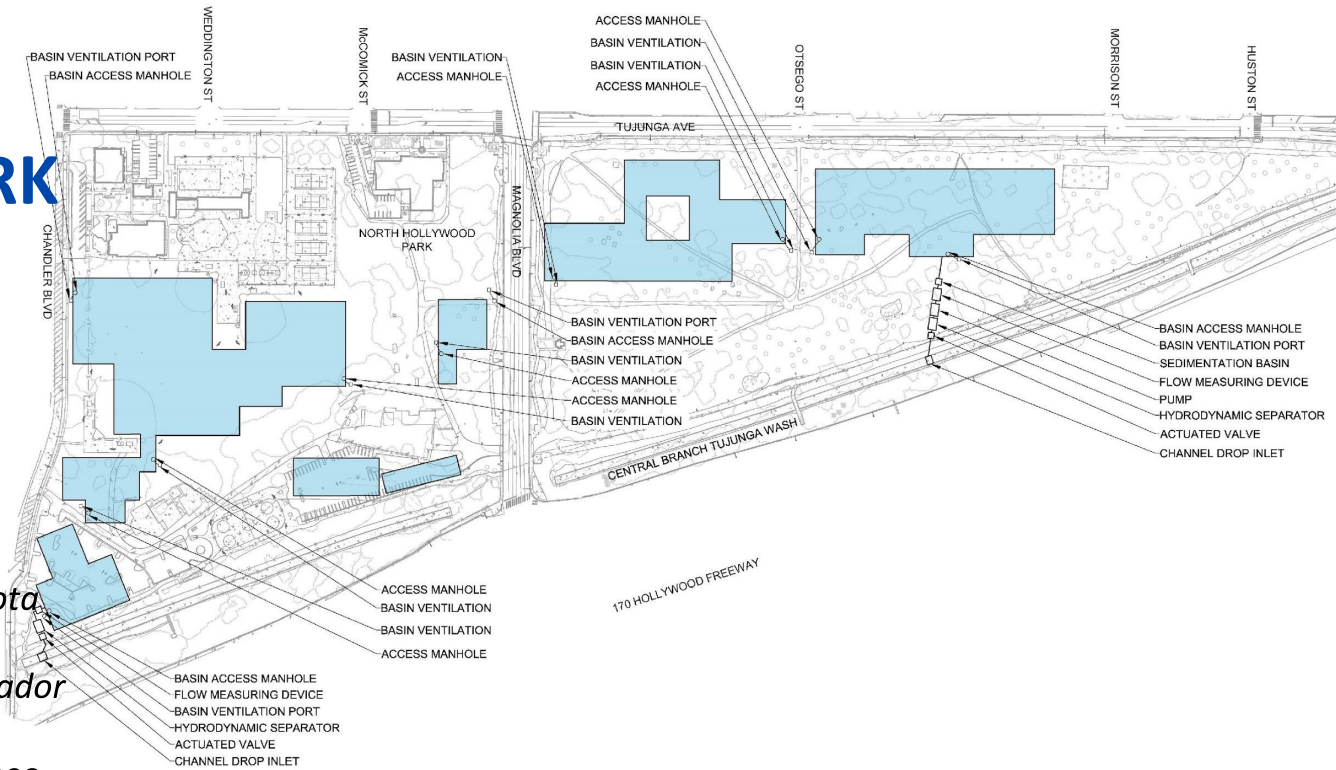 WEDDINGTON ST
McCOMICK ST
BASIN VENTILATION PORT
BASIN ACCESS MANHOLE
BASIN VENTILATION
ACCESS MANHOLE
ACCESS MANHOLE
BASIN VENTILATION
BASIN VENTILATION
ACCESS MANHOLE
OTSEGO ST
MORRISON ST
HUSTON ST
TUJUNGA AVE
RK
CHANDLER BLVD
NORTH HOLLYWOOD
PARK
MAGNOLIA BLVD
BASIN VENTILATION PORT
BASIN ACCESS MANHOLE
BASIN VENTILATION
ACCESS MANHOLE
ACCESS MANHOLE
BASIN VENTILATION
BASIN ACCESS MANHOLE
BASIN VENTILATION PORT
SEDIMENTATION BASIN
FLOW MEASURING DEVICE
PUMP
HYDRODYNAMIC SEPARATOR
ACTUATED VALVE
CHANNEL DROP INLET
CENTRAL BRANCH TUJUNGA WASH
170 HOLLYWOOD FREEWAY
ACCESS MANHOLE
BASIN VENTILATION
BASIN VENTILATION
ACCESS MANHOLE
BASIN ACCESS MANHOLE
FLOW MEASURING DEVICE
BASIN VENTILATION PORT
HYDRODYNAMIC SEPARATOR
ACTUATED VALVE
CHANNEL DROP INLET
ota
ador